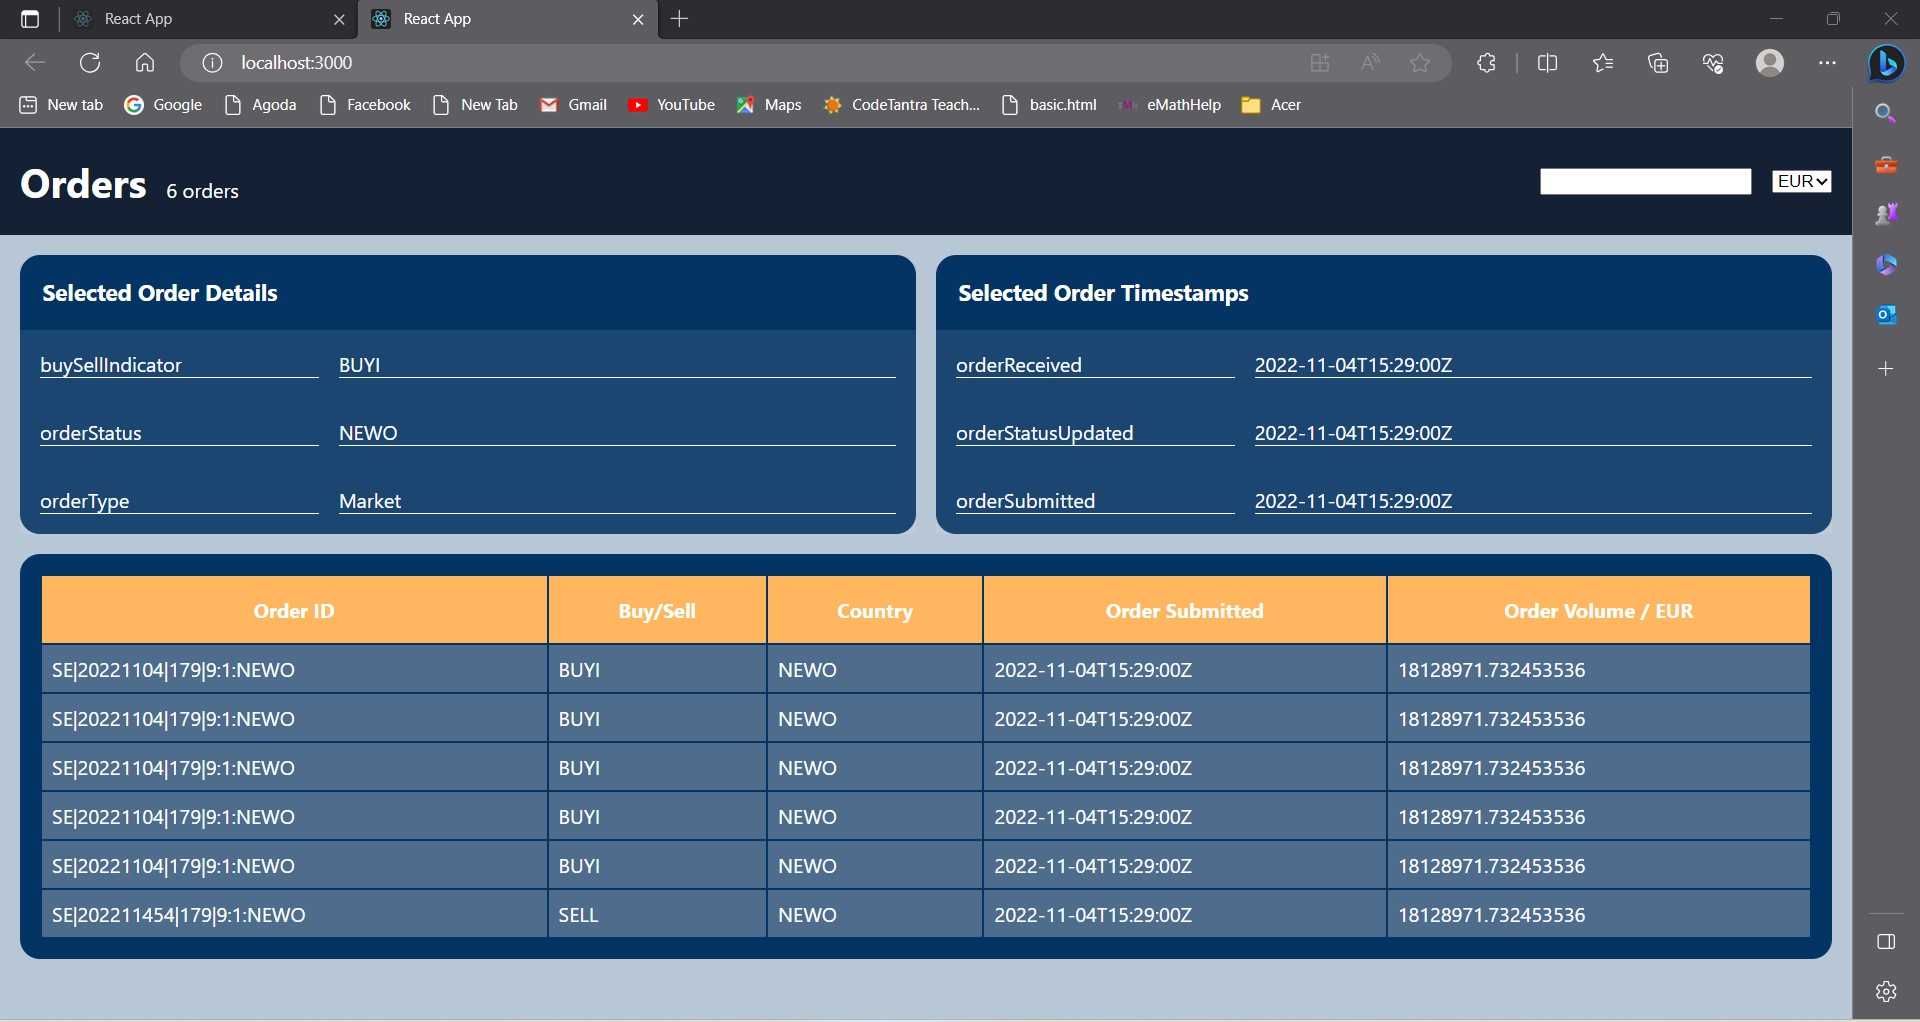 React App
React App
localhost:3000
New tab Google Agoda Facebook New Tab Gmail YouTube Maps CodeTantra Teach... basic.html eMathHelp Acer
Orders 6 orders EUR
Selected Order Details
buySellIndicator BUYI
orderStatus NEWO
orderType Market
Selected Order Timestamps
orderReceived 2022-11-04T15:29:00Z
orderStatusUpdated 2022-11-04T15:29:00Z
orderSubmitted 2022-11-04T15:29:00Z
Order ID Buy/Sell Country Order Submitted Order Volume / EUR
SE|20221104|179|9:1:NEWO BUYI NEWO 2022-11-04T15:29:00Z 18128971.732453536
SE|20221104|179|9:1:NEWO BUYI NEWO 2022-11-04T15:29:00Z 18128971.732453536
SE|20221104|179|9:1:NEWO BUYI NEWO 2022-11-04T15:29:00Z 18128971.732453536
SE|20221104|179|9:1:NEWO BUYI NEWO 2022-11-04T15:29:00Z 18128971.732453536
SE|20221104|179|9:1:NEWO BUYI NEWO 2022-11-04T15:29:00Z 18128971.732453536
SE|202211454|179|9:1:NEWO SELL NEWO 2022-11-04T15:29:00Z 18128971.732453536